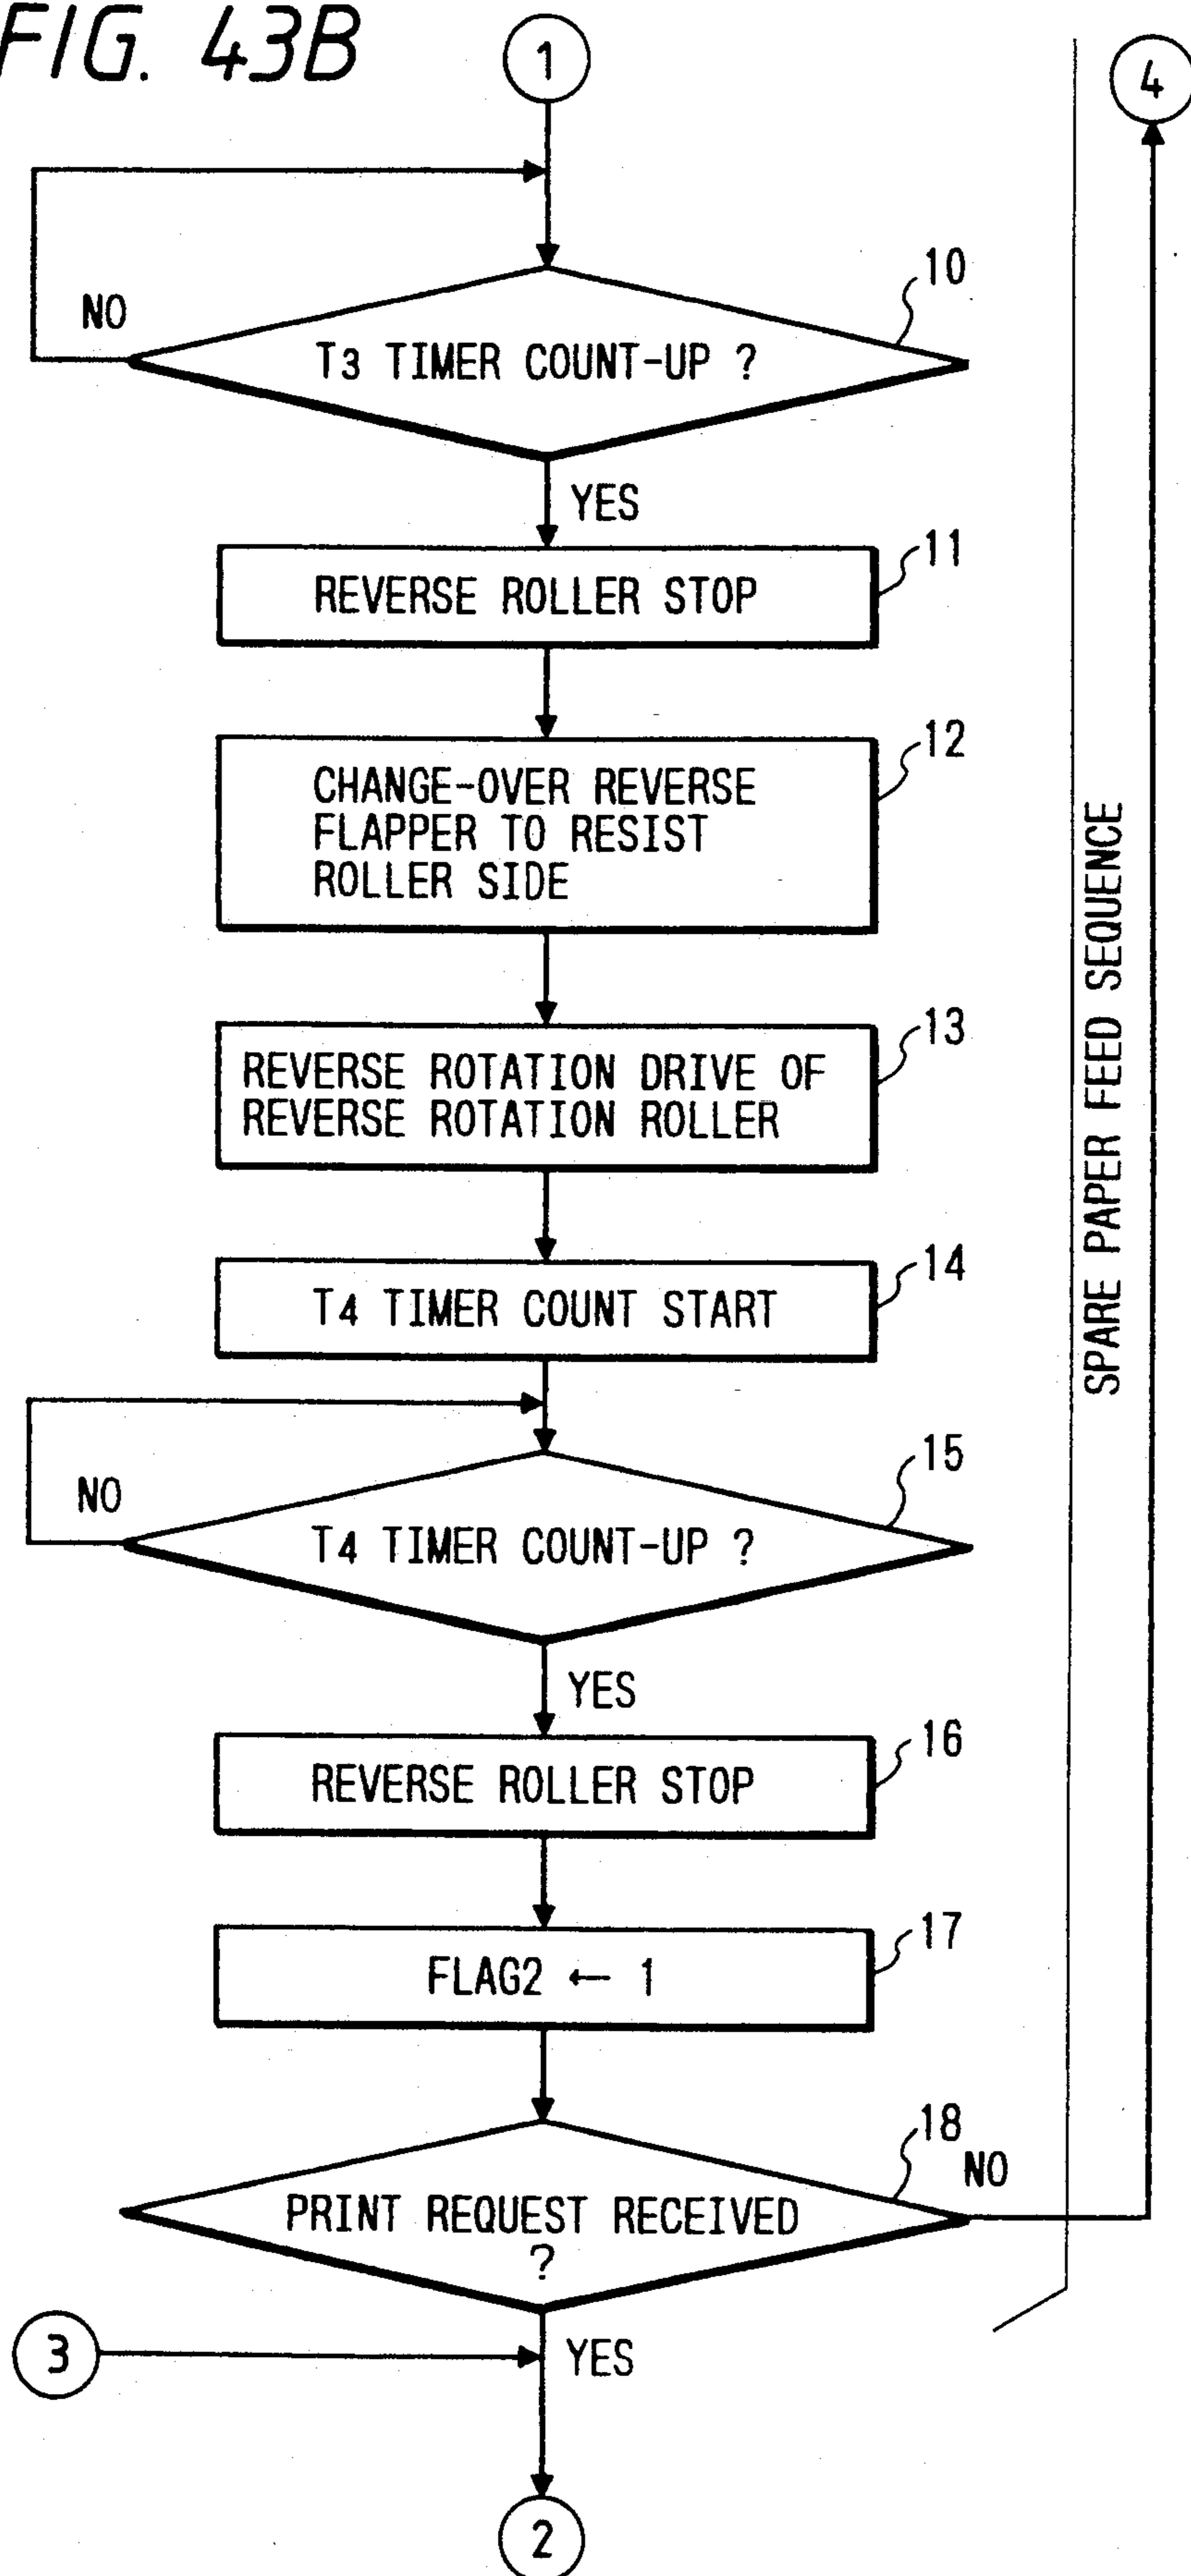 FIG. 43B
1
4
10
NO
T3 TIMER COUNT-UP ?
YES
11
REVERSE ROLLER STOP
12
CHANGE-OVER REVERSE
FLAPPER TO RESIST
ROLLER SIDE
13
REVERSE ROTATION DRIVE OF
REVERSE ROTATION ROLLER
14
T4 TIMER COUNT START
15
NO
T4 TIMER COUNT-UP ?
YES
16
REVERSE ROLLER STOP
17
FLAG2 ← 1
18
NO
PRINT REQUEST RECEIVED
?
3
YES
2
SPARE PAPER FEED SEQUENCE